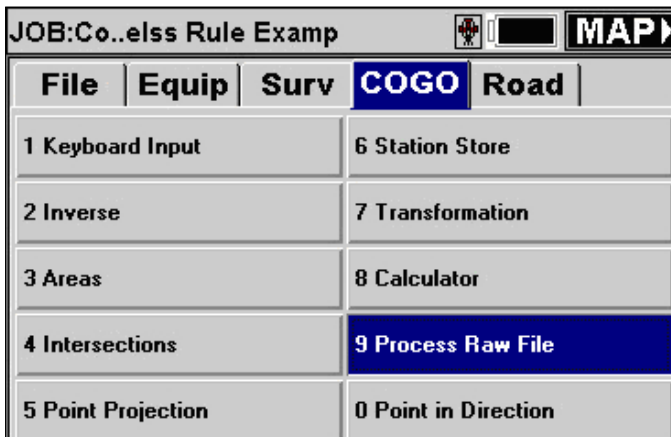 JOB:Co..elss Rule Examp MAP
File Equip Surv COGO Road
1 Keyboard Input 6 Station Store
2 Inverse 7 Transformation
3 Areas 8 Calculator
4 Intersections 9 Process Raw File
5 Point Projection 0 Point in Direction